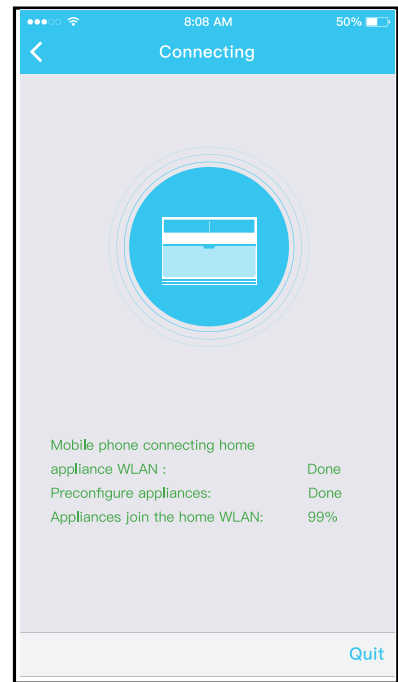 8:08 AM 50%
Connecting
Mobile phone connecting home
appliance WLAN : Done
Preconfigure appliances: Done
Appliances join the home WLAN: 99%
Quit